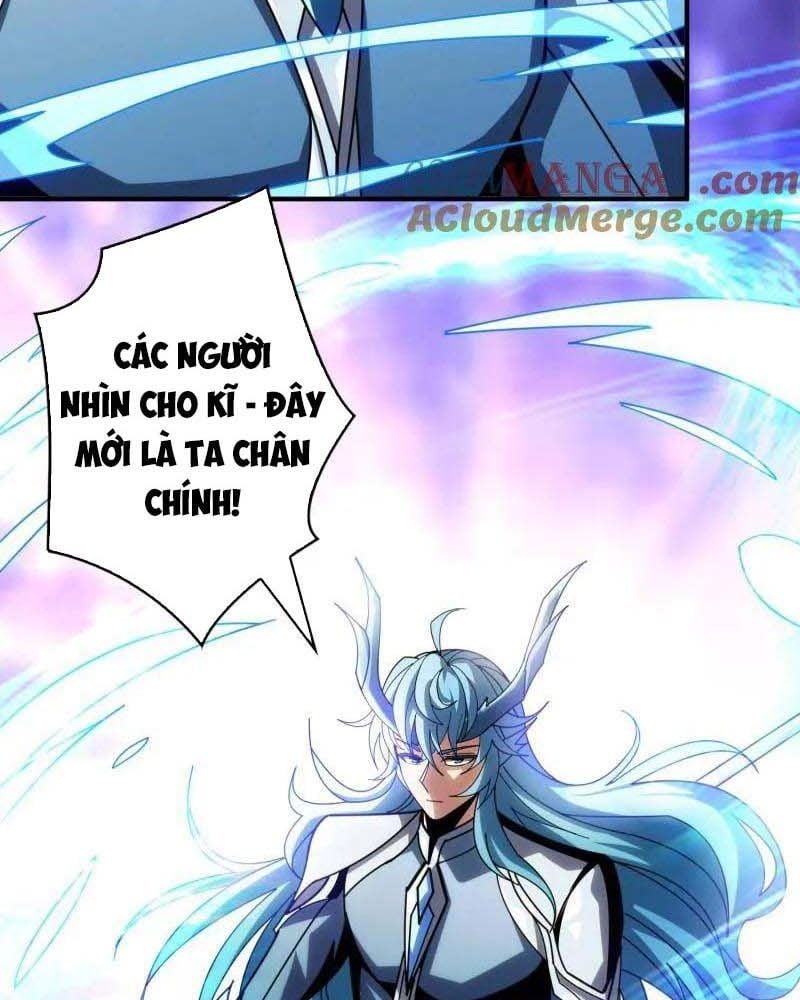 MANGA .com
ACloudMerge.com
CÁC NGƯỜI
NHÌN CHO KĨ - ĐÂY
MỚI LÀ TA CHÂN
CHÍNH!